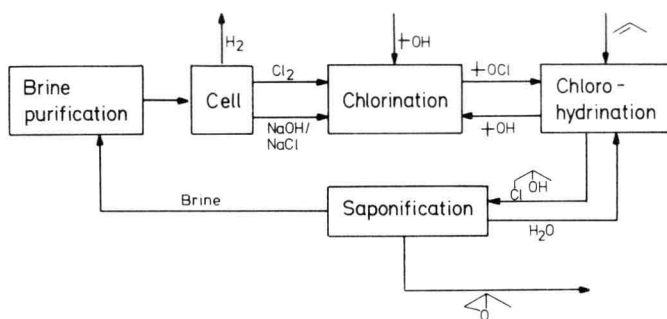 H2
+OH
Brine purification
Cell
Cl2
NaOH/
NaCl
Chlorination
+OCl
+OH
Chloro-
hydrination
Cl
OH
Brine
Saponification
H2O
O